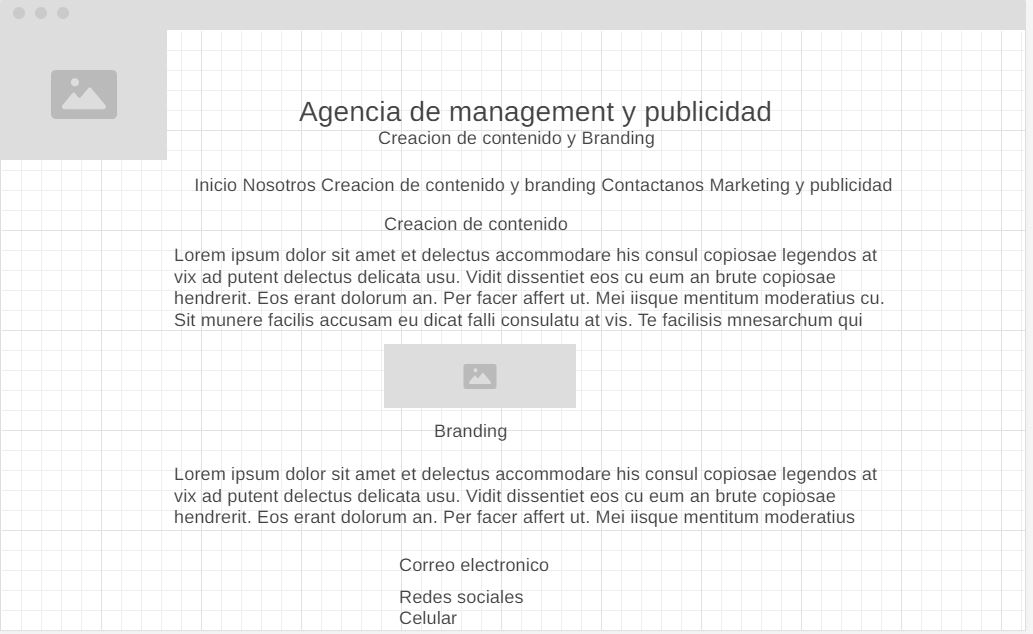 Agencia de management y publicidad
Creacion de contenido y Branding
Inicio Nosotros Creacion de contenido y branding Contactanos Marketing y publicidad
Creacion de contenido
Lorem ipsum dolor sit amet et delectus accommodare his consul copiosae legendos at
vix ad putent delectus delicata usu. Vidit dissentiet eos cu eum an brute copiosae
hendrerit. Eos erant dolorum an. Per facer affert ut. Mei iisque mentitum moderatius cu.
Sit munere facilis accusam eu dicat falli consulatu at vis. Te facilisis mnesarchum qui
Branding
Lorem ipsum dolor sit amet et delectus accommodare his consul copiosae legendos at
vix ad putent delectus delicata usu. Vidit dissentiet eos cu eum an brute copiosae
hendrerit. Eos erant dolorum an. Per facer affert ut. Mei iisque mentitum moderatius
Correo electronico
Redes sociales
Celular